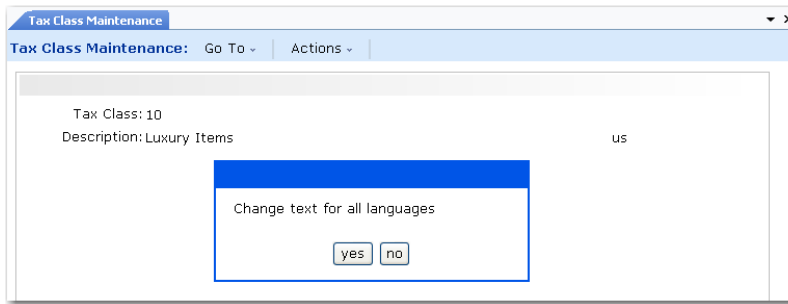 Tax Class Maintenance
Tax Class Maintenance: Go To Actions
Tax Class: 10
Description: Luxury Items us
Change text for all languages
yes no